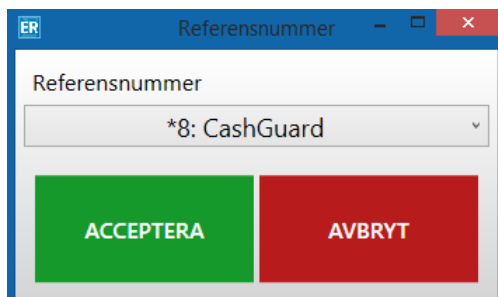 ER Referensnummer
Referensnummer
*8: CashGuard
ACCEPTERA AVBRYT